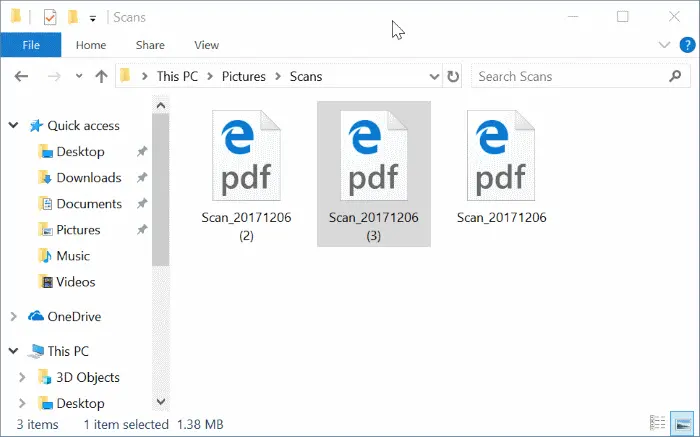 Scans
File Home Share View
This PC Pictures Scans
Search Scans
Quick access
Desktop
Downloads
Documents
Pictures
Music
Videos
OneDrive
This PC
3D Objects
Desktop
pdf
Scan_20171206
(2)
pdf
Scan_20171206
(3)
pdf
Scan_20171206
3 items 1 item selected 1.38 MB